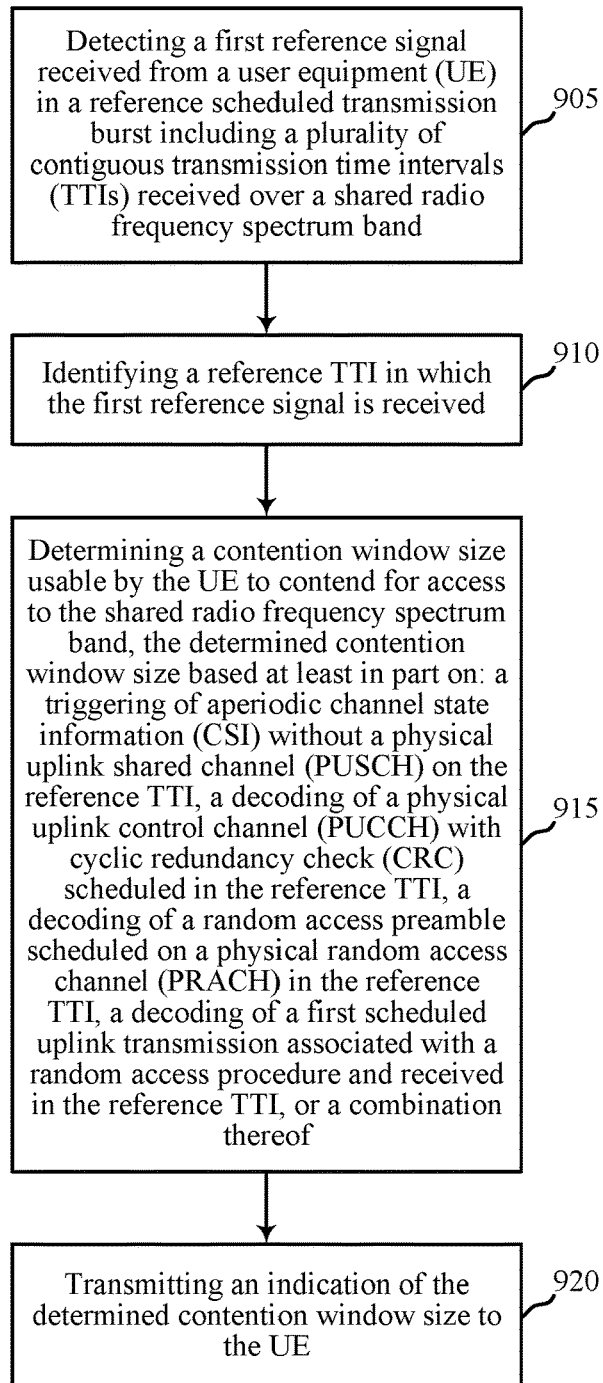 Detecting a first reference signal
received from a user equipment (UE)
in a reference scheduled transmission
burst including a plurality of
contiguous transmission time intervals
(TTIs) received over a shared radio
frequency spectrum band
905
Identifying a reference TTI in which
the first reference signal is received
910
Determining a contention window size
usable by the UE to contend for access
to the shared radio frequency spectrum
band, the determined contention
window size based at least in part on: a
triggering of aperiodic channel state
information (CSI) without a physical
uplink shared channel (PUSCH) on
the reference TTI, a decoding of a physical
uplink control channel (PUCCH) with
cyclic redundancy check (CRC)
scheduled in the reference TTI, a
decoding of a random access preamble
scheduled on a physical random access
channel (PRACH) in the reference
TTI, a decoding of a first scheduled
uplink transmission associated with a
random access procedure and received
in the reference TTI, or a combination
thereof
915
Transmitting an indication of the
determined contention window size to
the UE
920